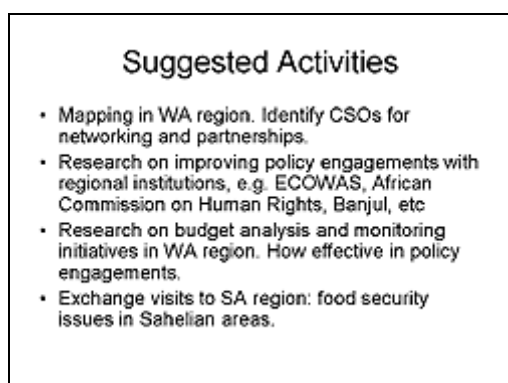 Suggested Activities
• Mapping in WA region. Identify CSOs for
networking and partnerships.
• Research on improving policy engagements with
regional institutions, e.g. ECOWAS, African
Commission on Human Rights, Banjul, etc
• Research on budget analysis and monitoring
initiatives in WA region. How effective in policy
engagements.
• Exchange visits to SA region: food security
issues in Sahelian areas.